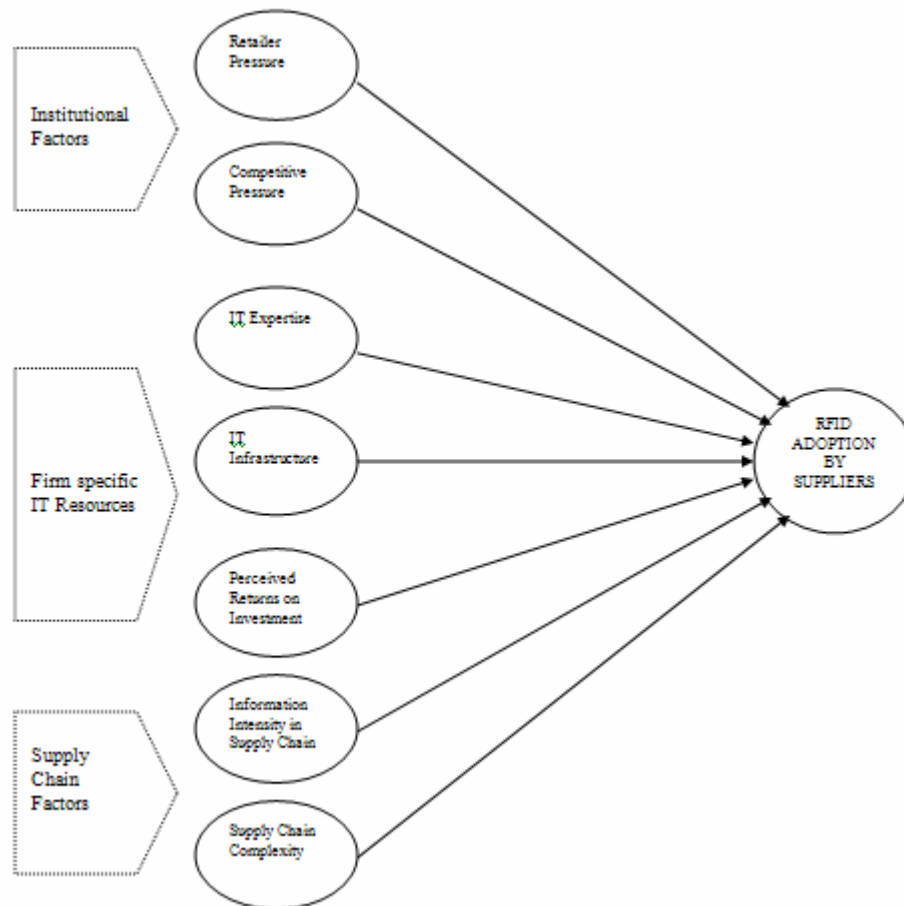 Retailer
Pressure
Institutional
Factors
Competitive
Pressure
IT Expertise
IT
Infrastructure
Firm specific
IT Resources
Perceived
Returns on
Investment
Information
Intensity in
Supply Chain
Supply
Chain
Factors
Supply Chain
Complexity
RFID
ADOPTION
BY
SUPPLIERS